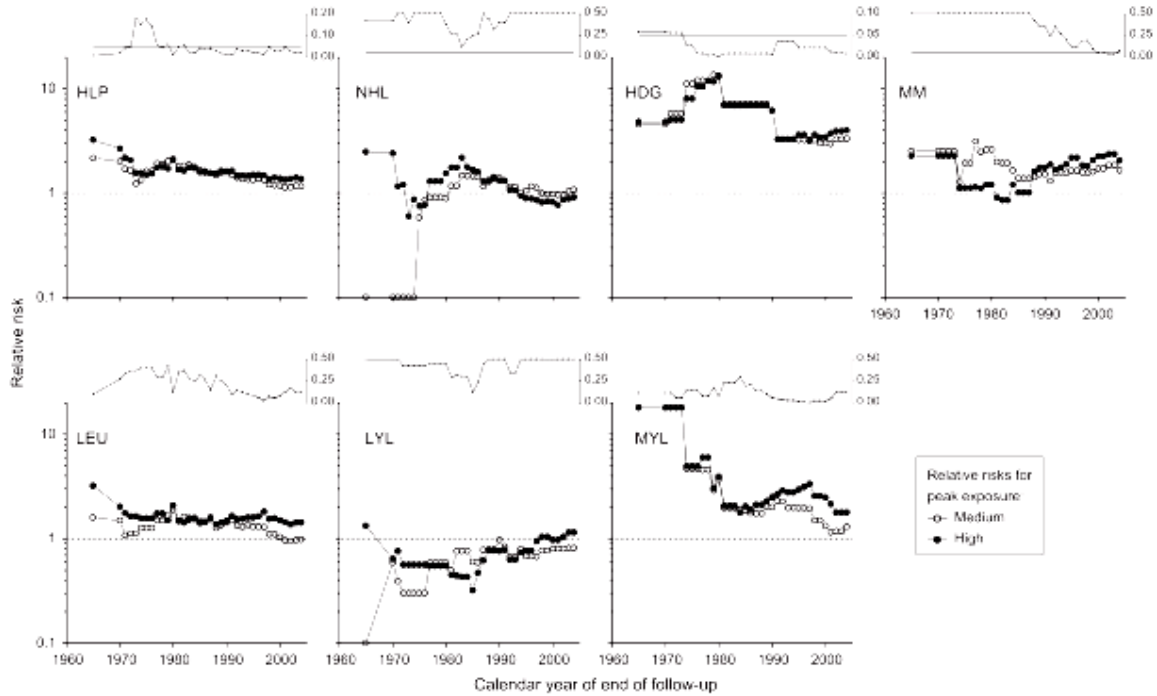 0.20
0.10
0.00
0.50
0.25
0.00
0.10
0.05
0.00
0.50
0.25
0.00
10
1
0.1
HLP
NHL
HDG
MM
1960 1970 1980 1990 2000
Relative risk
0.50
0.25
0.00
0.50
0.25
0.00
0.50
0.25
0.00
10
1
0.1
LEU
LYL
MYL
Relative risks for
peak exposure
Medium
High
1960 1970 1980 1990 2000
1960 1970 1980 1990 2000
1960 1970 1980 1990 2000
Calendar year of end of follow-up